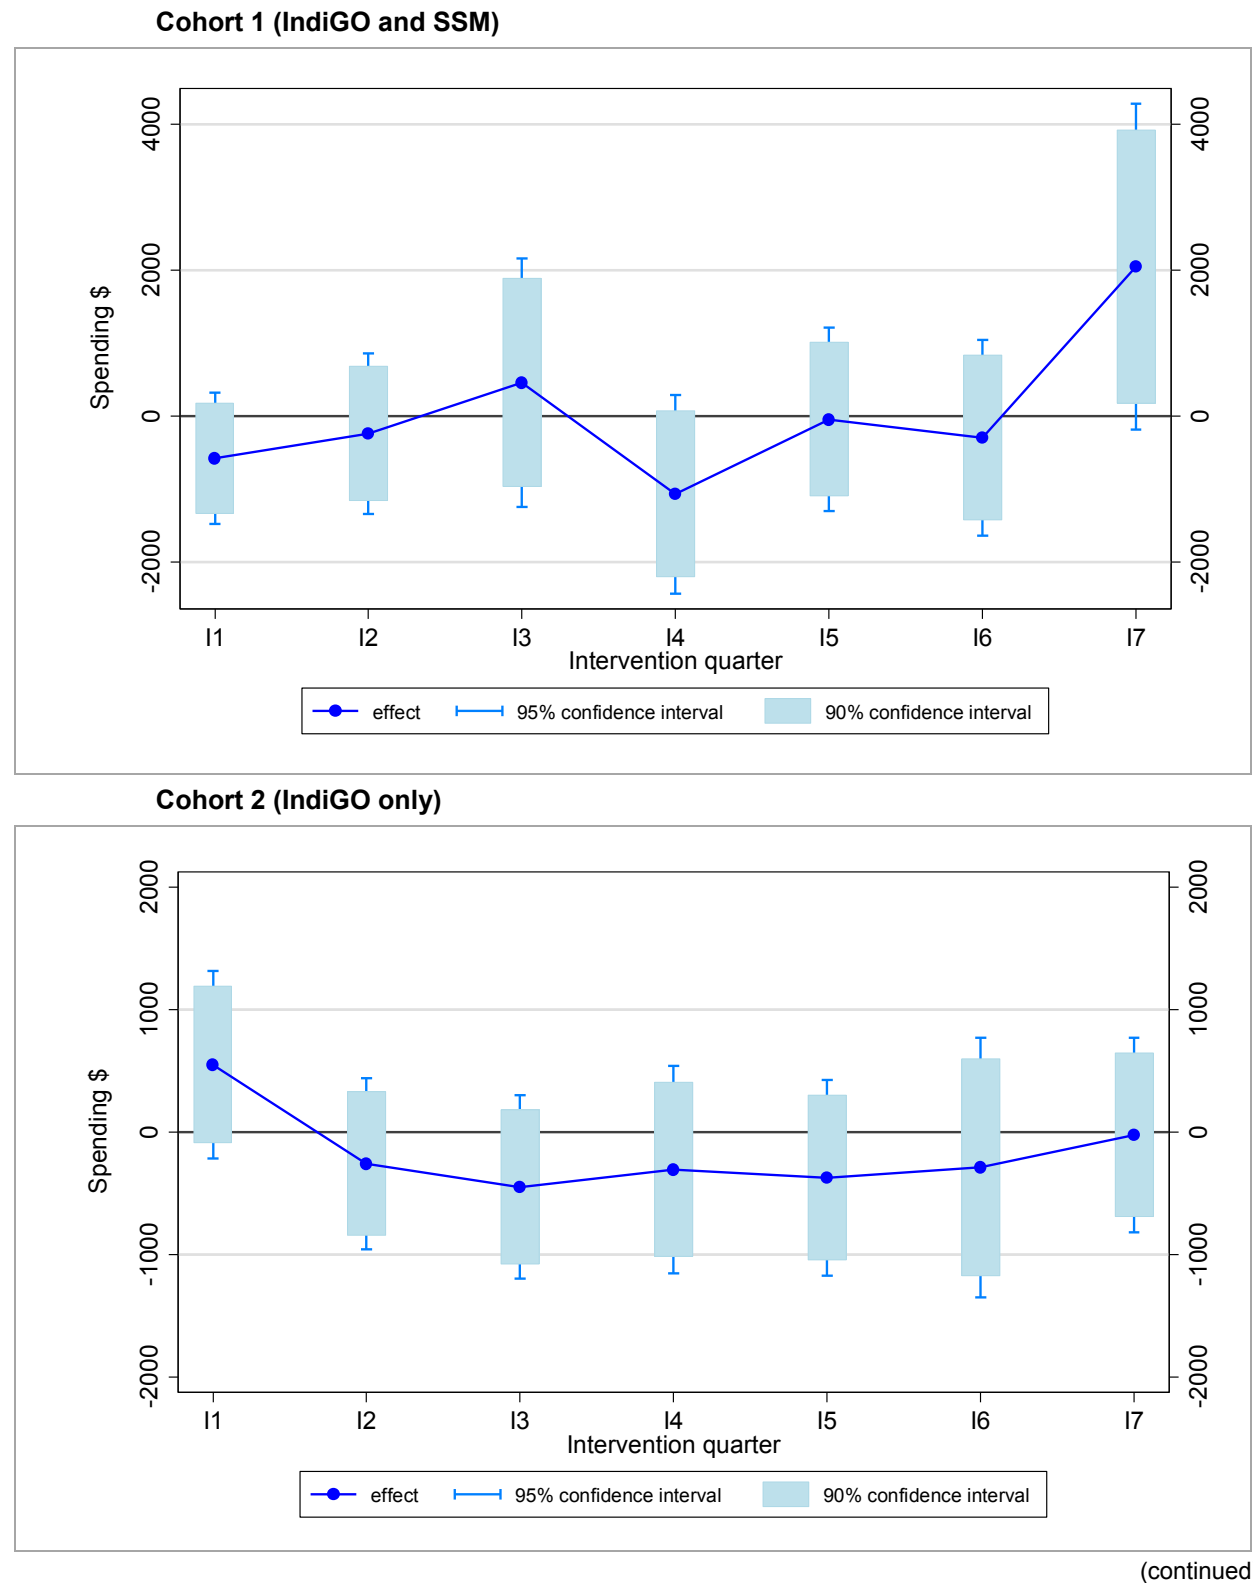 Cohort 1 (IndiGO and SSM)
4000
4000
2000
2000
Spending $
0
0
-2000
-2000
I1 I2 I3 I4 I5 I6 I7
Intervention quarter
effect 95% confidence interval 90% confidence interval
Cohort 2 (IndiGO only)
2000
2000
1000
1000
Spending $
0
0
-1000
-1000
-2000
-2000
I1 I2 I3 I4 I5 I6 I7
Intervention quarter
effect 95% confidence interval 90% confidence interval
(continued